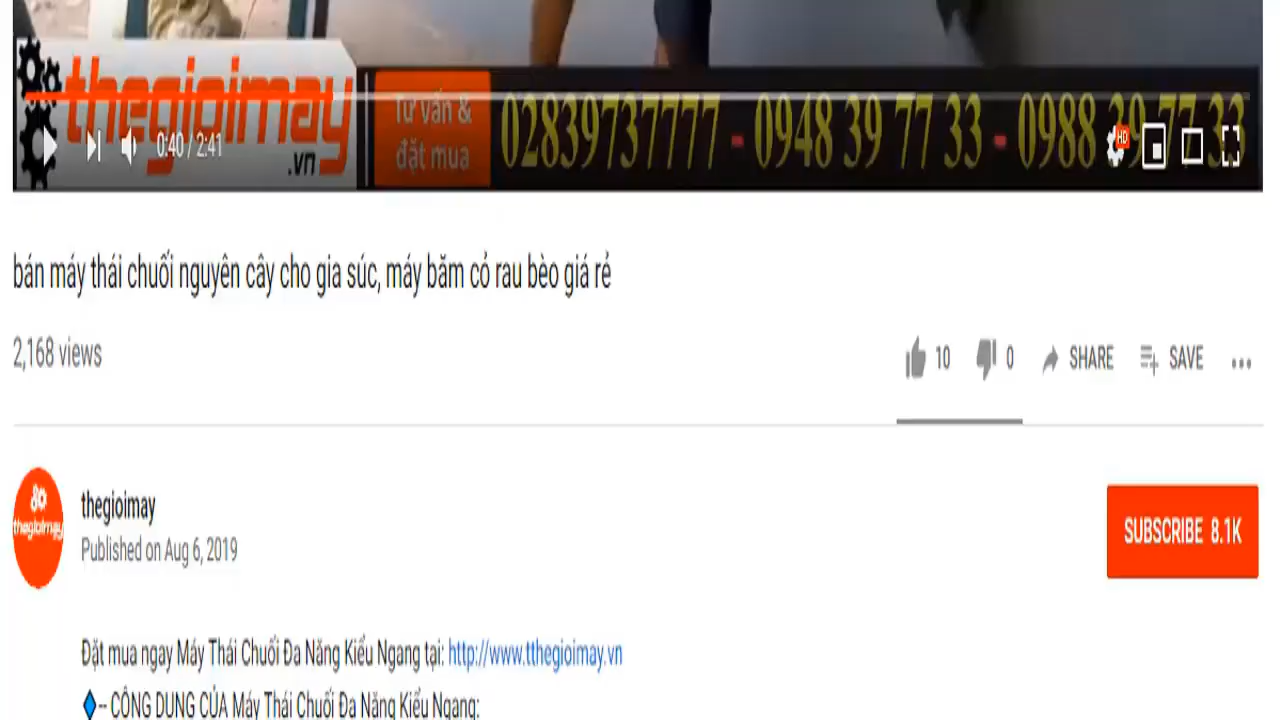 thegioimay
.vn
Tư vấn &
đặt mua
02839737777 - 0948 39 77 33 - 0988 39 77 33
HD
0:40 / 2:41
bán máy thái chuối nguyên cây cho gia súc, máy băm cỏ rau bèo giá rẻ
2,168 views
10 0 SHARE SAVE
thegioimay
thegioimay
Published on Aug 6, 2019
SUBSCRIBE 8.1K
Đặt mua ngay Máy Thái Chuối Đa Năng Kiểu Ngang tại: http://www.tthegioimay.vn
-- CÔNG DỤNG CỦA Máy Thái Chuối Đa Năng Kiểu Ngang: